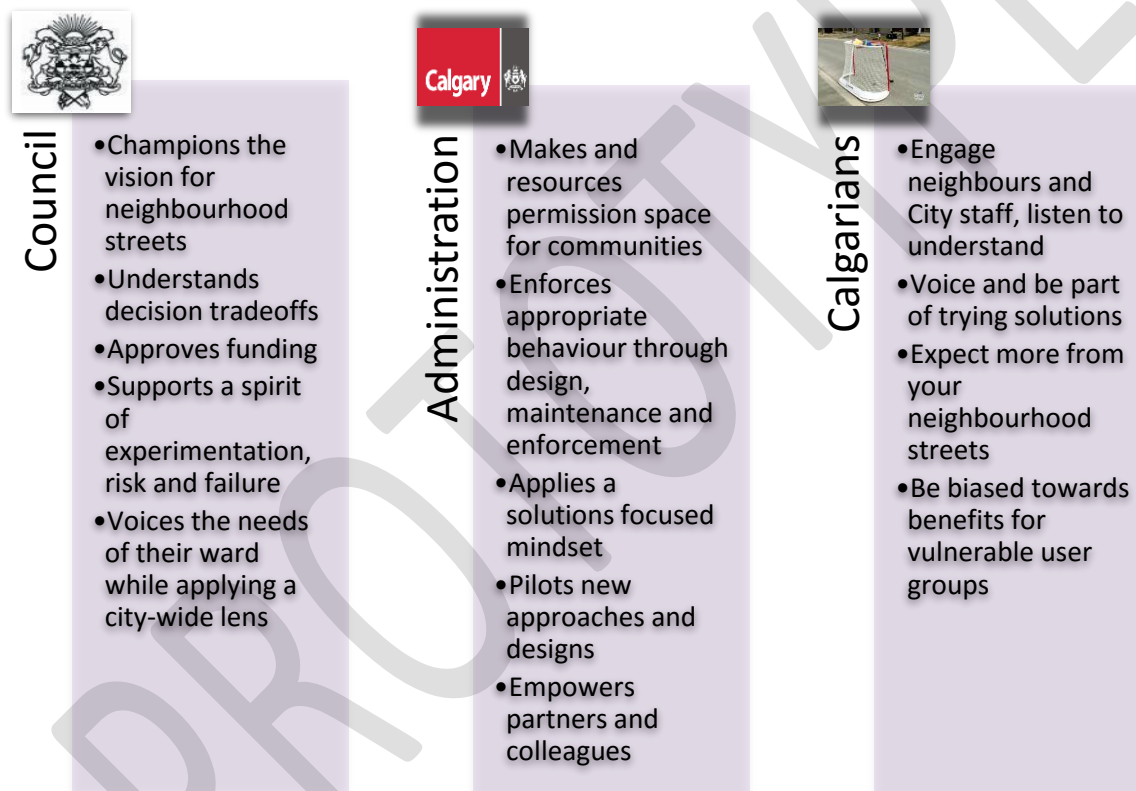 Council
•Champions the
vision for
neighbourhood
streets
•Understands
decision tradeoffs
•Approves funding
•Supports a spirit
of
experimentation,
risk and failure
•Voices the needs
of their ward
while applying a
city-wide lens
Calgary
Administration
•Makes and
resources
permission space
for communities
•Enforces
appropriate
behaviour through
design,
maintenance and
enforcement
•Applies a
solutions focused
mindset
•Pilots new
approaches and
designs
•Empowers
partners and
colleagues
Calgarians
•Engage
neighbours and
City staff, listen to
understand
•Voice and be part
of trying solutions
•Expect more from
your
neighbourhood
streets
•Be biased towards
benefits for
vulnerable user
groups
PROTOTYPE